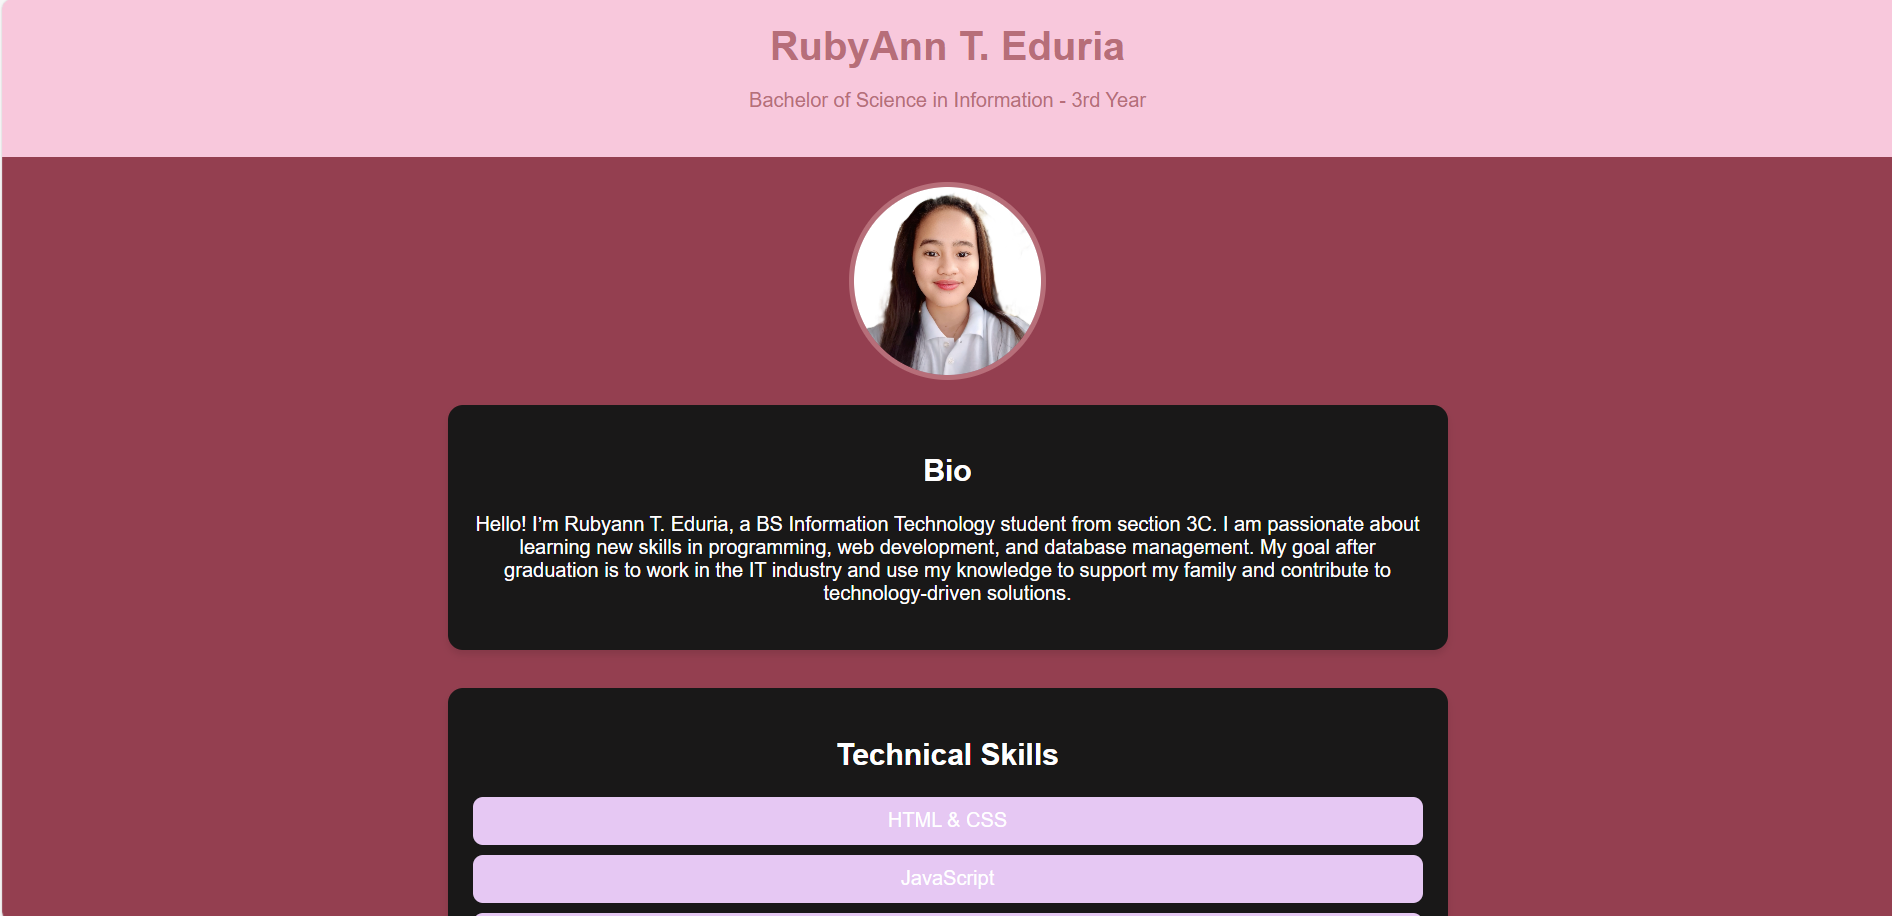 RubyAnn T. Eduria
Bachelor of Science in Information - 3rd Year
Bio
Hello! I’m Rubyann T. Eduria, a BS Information Technology student from section 3C. I am passionate about
learning new skills in programming, web development, and database management. My goal after
graduation is to work in the IT industry and use my knowledge to support my family and contribute to
technology-driven solutions.
Technical Skills
HTML & CSS
JavaScript